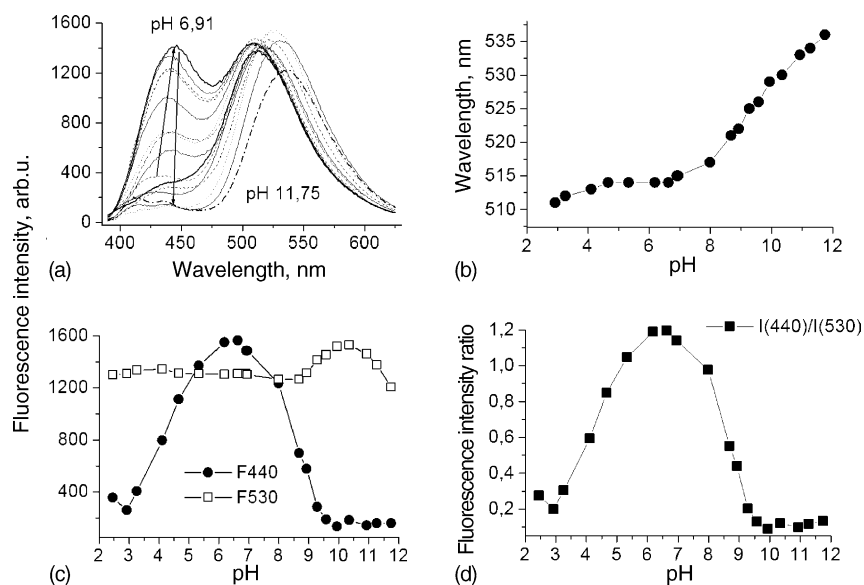 Fluorescence intensity, arb.u.
1600
1400
1200
1000
800
600
400
200
0
pH 6,91
pH 11,75
400 450 500 550 600
Wavelength, nm
(a)
Wavelength, nm
535
530
525
520
515
510
2 4 6 8 10 12
pH
(b)
1600
1200
800
400
F440
F530
2 3 4 5 6 7 8 9 10 11 12
pH
(c)
Fluorescence intensity ratio
1,2
1,0
0,8
0,6
0,4
0,2
I(440)/I(530)
2 3 4 5 6 7 8 9 10 11 12
pH
(d)